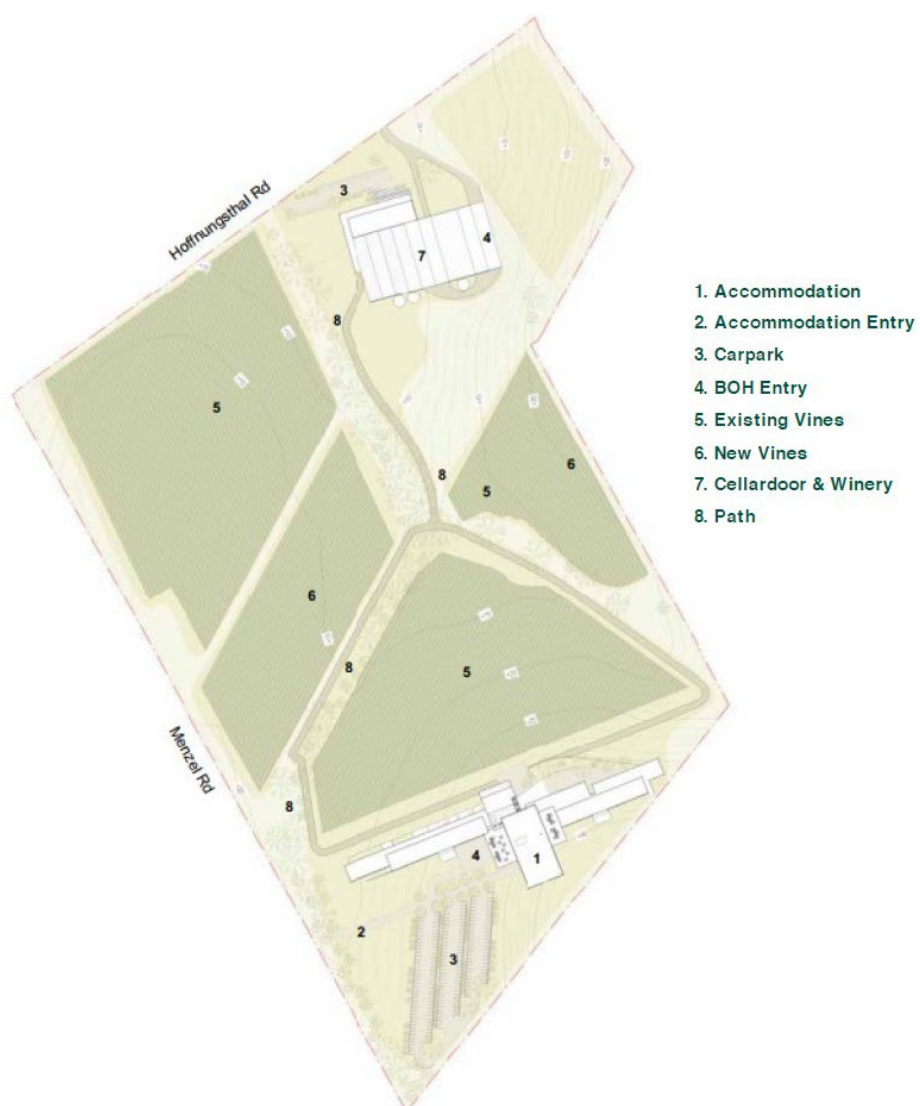 Hoffnungsthal Rd
3
4
7
8
5
8
5
6
6
8
5
Menzel Rd
8
4
1
2
3
1. Accommodation
2. Accommodation Entry
3. Carpark
4. BOH Entry
5. Existing Vines
6. New Vines
7. Cellardoor & Winery
8. Path